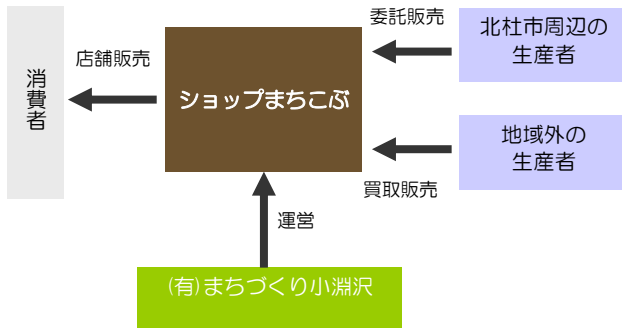 委託販売
北杜市周辺の
生産者
店舗販売
消費者
ショップまちこぶ
地域外の
生産者
買取販売
運営
(有)まちづくり小淵沢